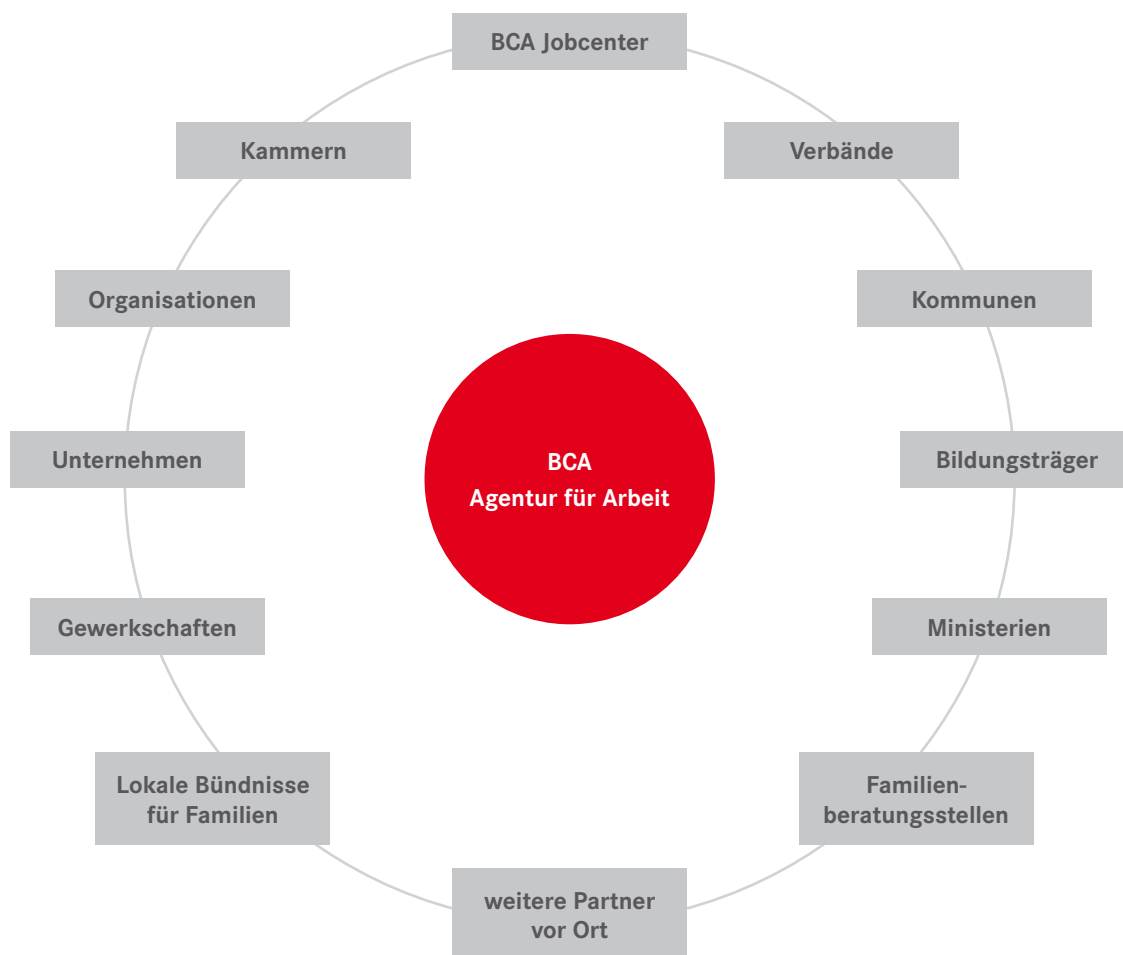 BCA Jobcenter
Kammern
Verbände
Organisationen
Kommunen
Unternehmen
BCA
Agentur für Arbeit
Bildungsträger
Gewerkschaften
Ministerien
Lokale Bündnisse
für Familien
Familien-
beratungsstellen
weitere Partner
vor Ort